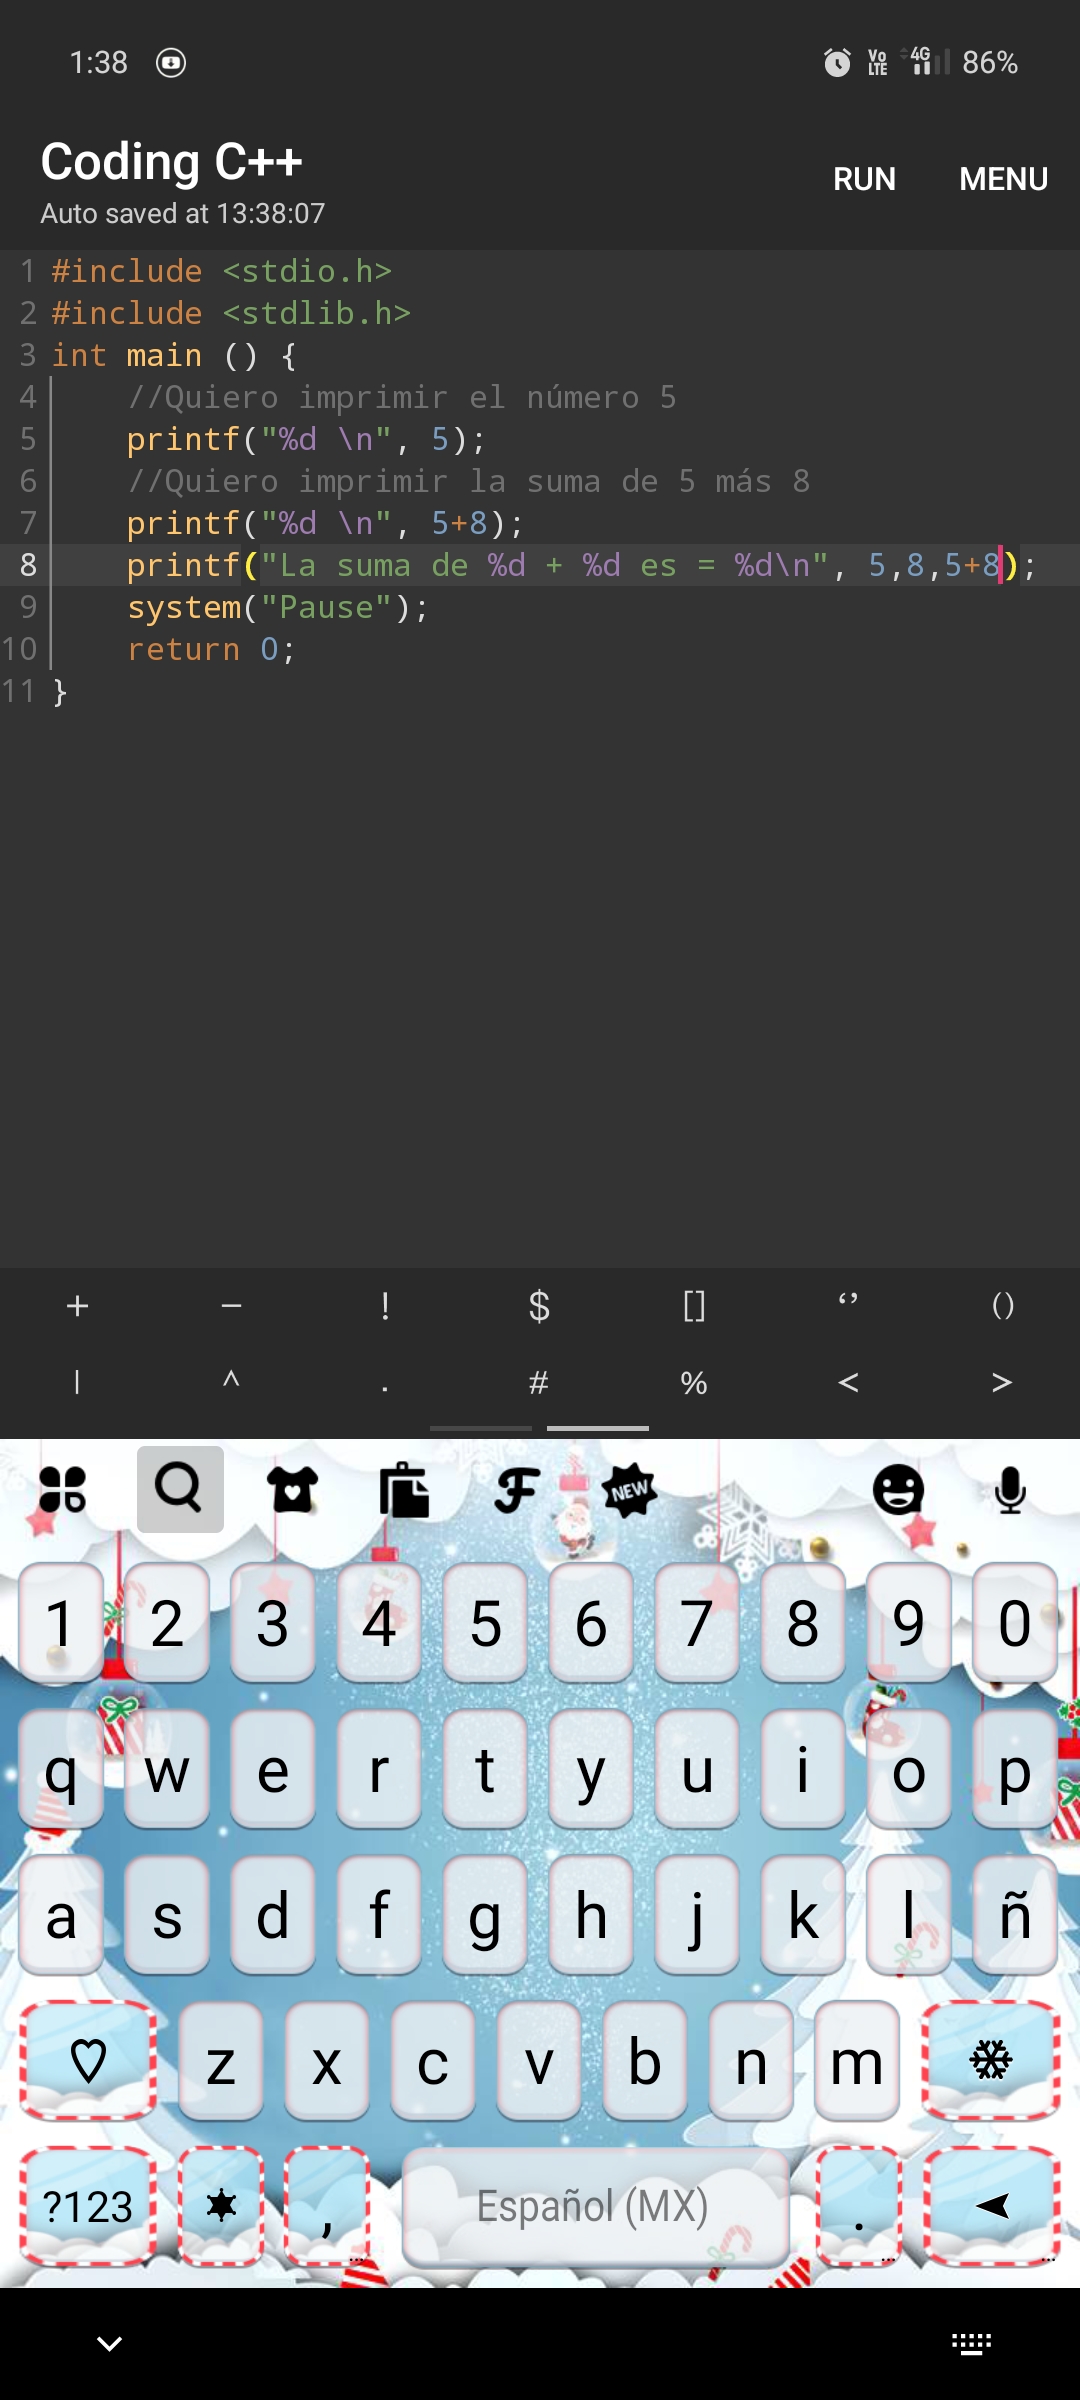 1:38 Vo LTE 4G 86%
Coding C++
Auto saved at 13:38:07
RUN MENU
1 #include <stdio.h>
2 #include <stdlib.h>
3 int main () {
4 //Quiero imprimir el número 5
5 printf("%d \n", 5);
6 //Quiero imprimir la suma de 5 más 8
7 printf("%d \n", 5+8);
8 printf("La suma de %d + %d es = %d\n", 5,8,5+8);
9 system("Pause");
10 return 0;
11 }
+ − ! $ [] ‘’ ()
| ^ . # % < >
F NEW
1 2 3 4 5 6 7 8 9 0
q w e r t y u i o p
a s d f g h j k l ñ
z x c v b n m
?123 , Español (MX) .